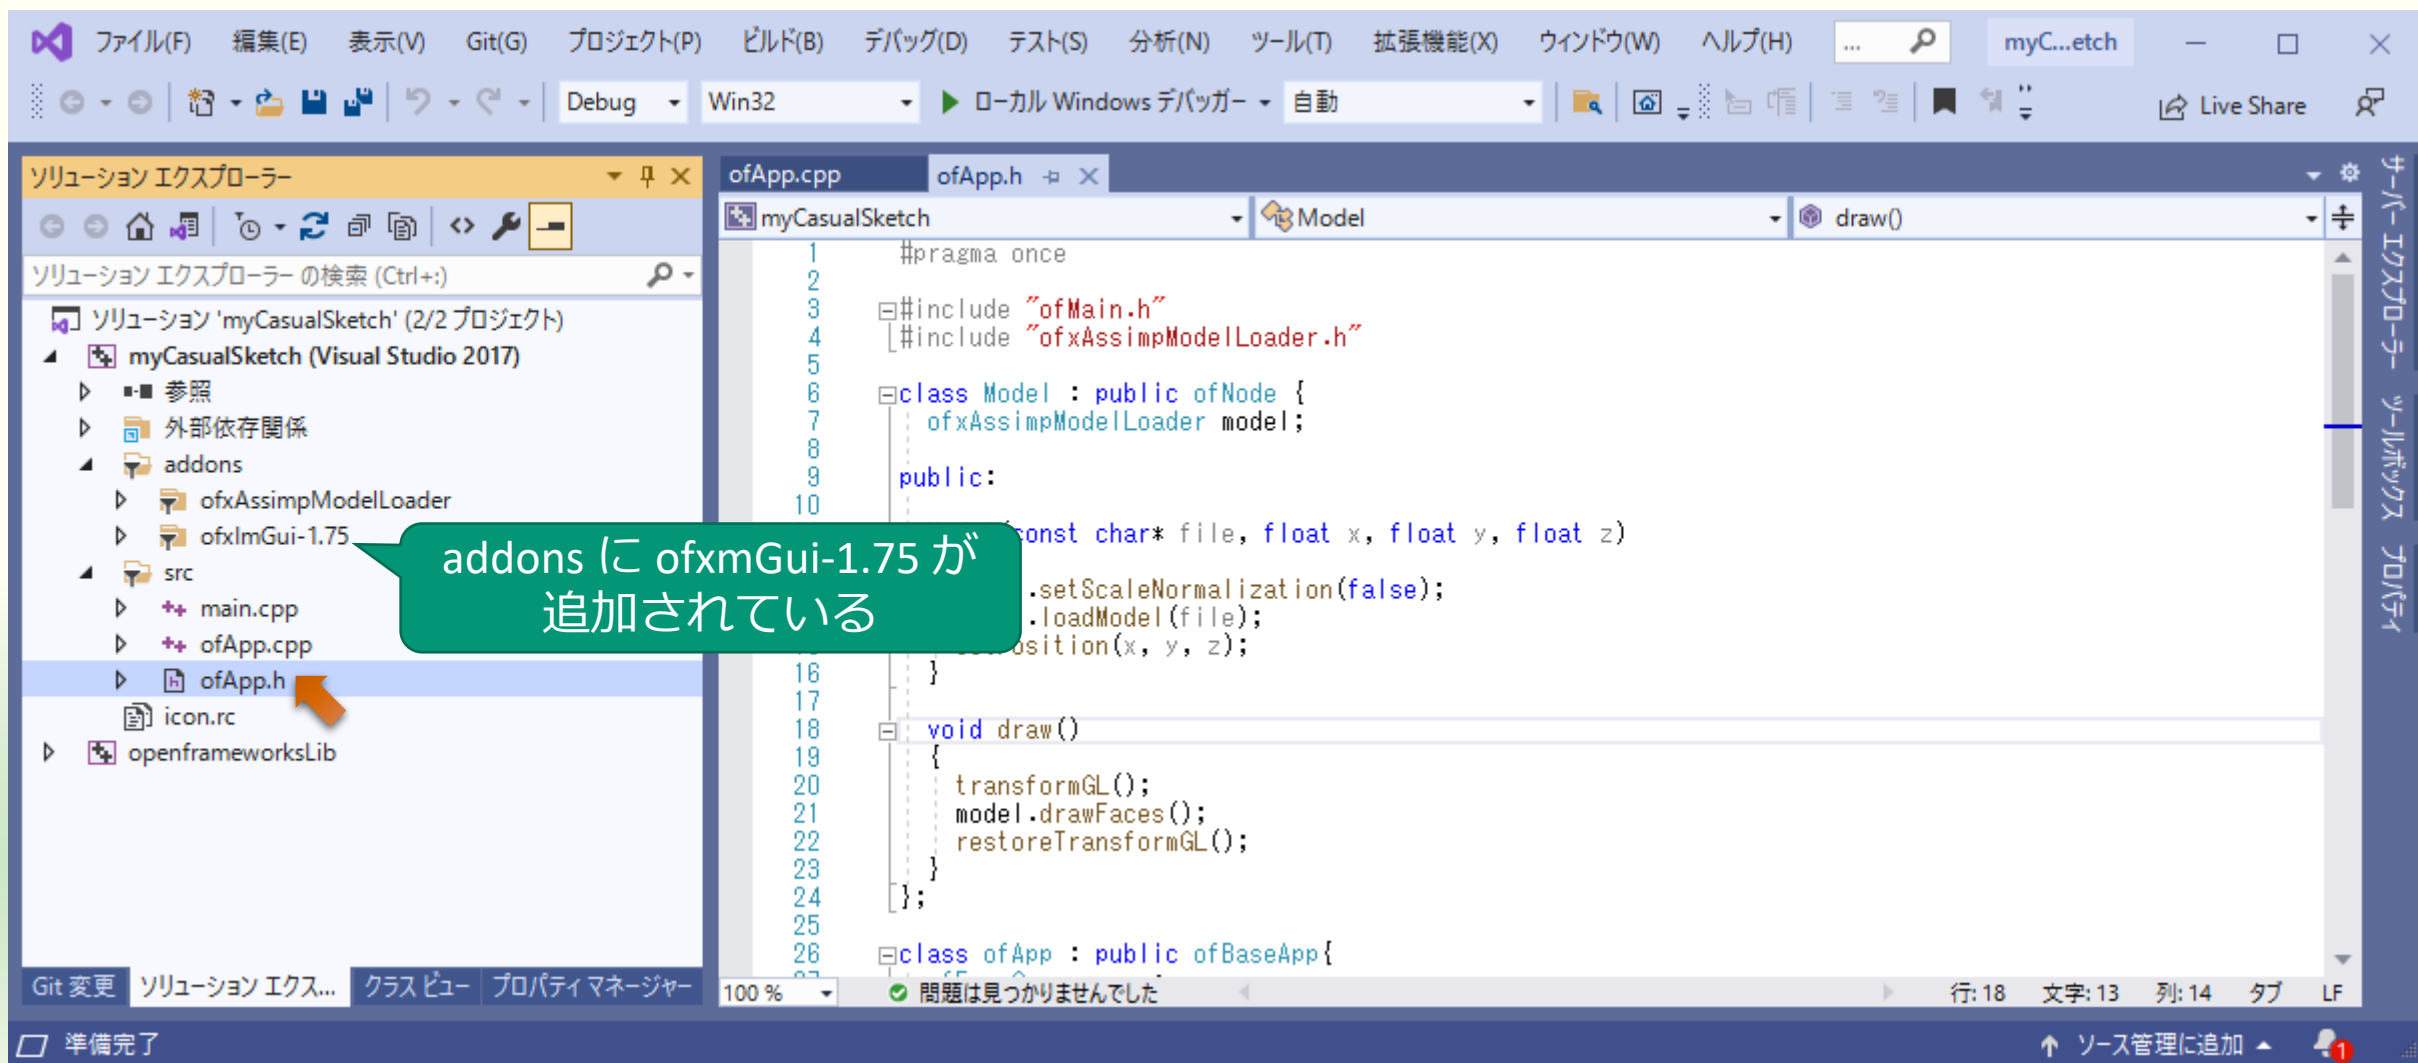 ファイル(F) 編集(E) 表示(V) Git(G) プロジェクト(P) ビルド(B) デバッグ(D) テスト(S) 分析(N) ツール(T) 拡張機能(X) ウィンドウ(W) ヘルプ(H) ... myC...etch
Debug Win32 ローカル Windows デバッガー 自動 Live Share
ソリューション エクスプローラー
ソリューション エクスプローラー の検索 (Ctrl+:)
ソリューション 'myCasualSketch' (2/2 プロジェクト)
myCasualSketch (Visual Studio 2017)
参照
外部依存関係
addons
ofxAssimpModelLoader
ofxImGui-1.75
src
main.cpp
ofApp.cpp
ofApp.h
icon.rc
openframeworksLib
Git 変更 ソリューション エクス... クラス ビュー プロパティ マネージャー
addons に ofxmGui-1.75 が
追加されている
ofApp.cpp ofApp.h
myCasualSketch Model draw()
1 #pragma once
2
3 #include "ofMain.h"
4 #include "ofxAssimpModelLoader.h"
5
6 class Model : public ofNode {
7 ofxAssimpModelLoader model;
8
9 public:
10
const char* file, float x, float y, float z)
.setScaleNormalization(false);
.loadModel(file);
osition(x, y, z);
16 }
17
18 void draw()
19 {
20 transformGL();
21 model.drawFaces();
22 restoreTransformGL();
23 }
24 };
25
26 class ofApp : public ofBaseApp{
100 % 問題は見つかりませんでした 行: 18 文字: 13 列: 14 タブ LF
サーバー エクスプローラー
ツールボックス
プロパティ
準備完了 ソース管理に追加 1